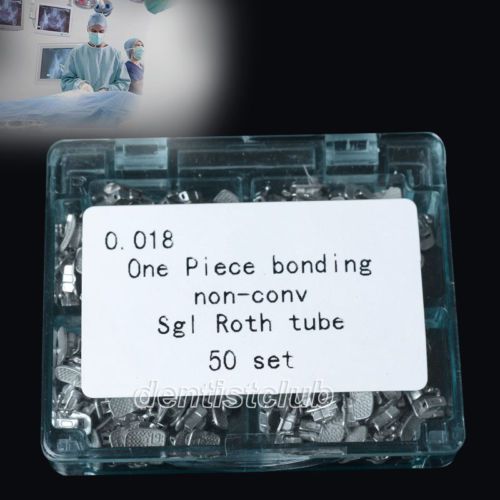 0.018
One Piece bonding
non-conv
Sgl Roth tube
50 set
dentistclub